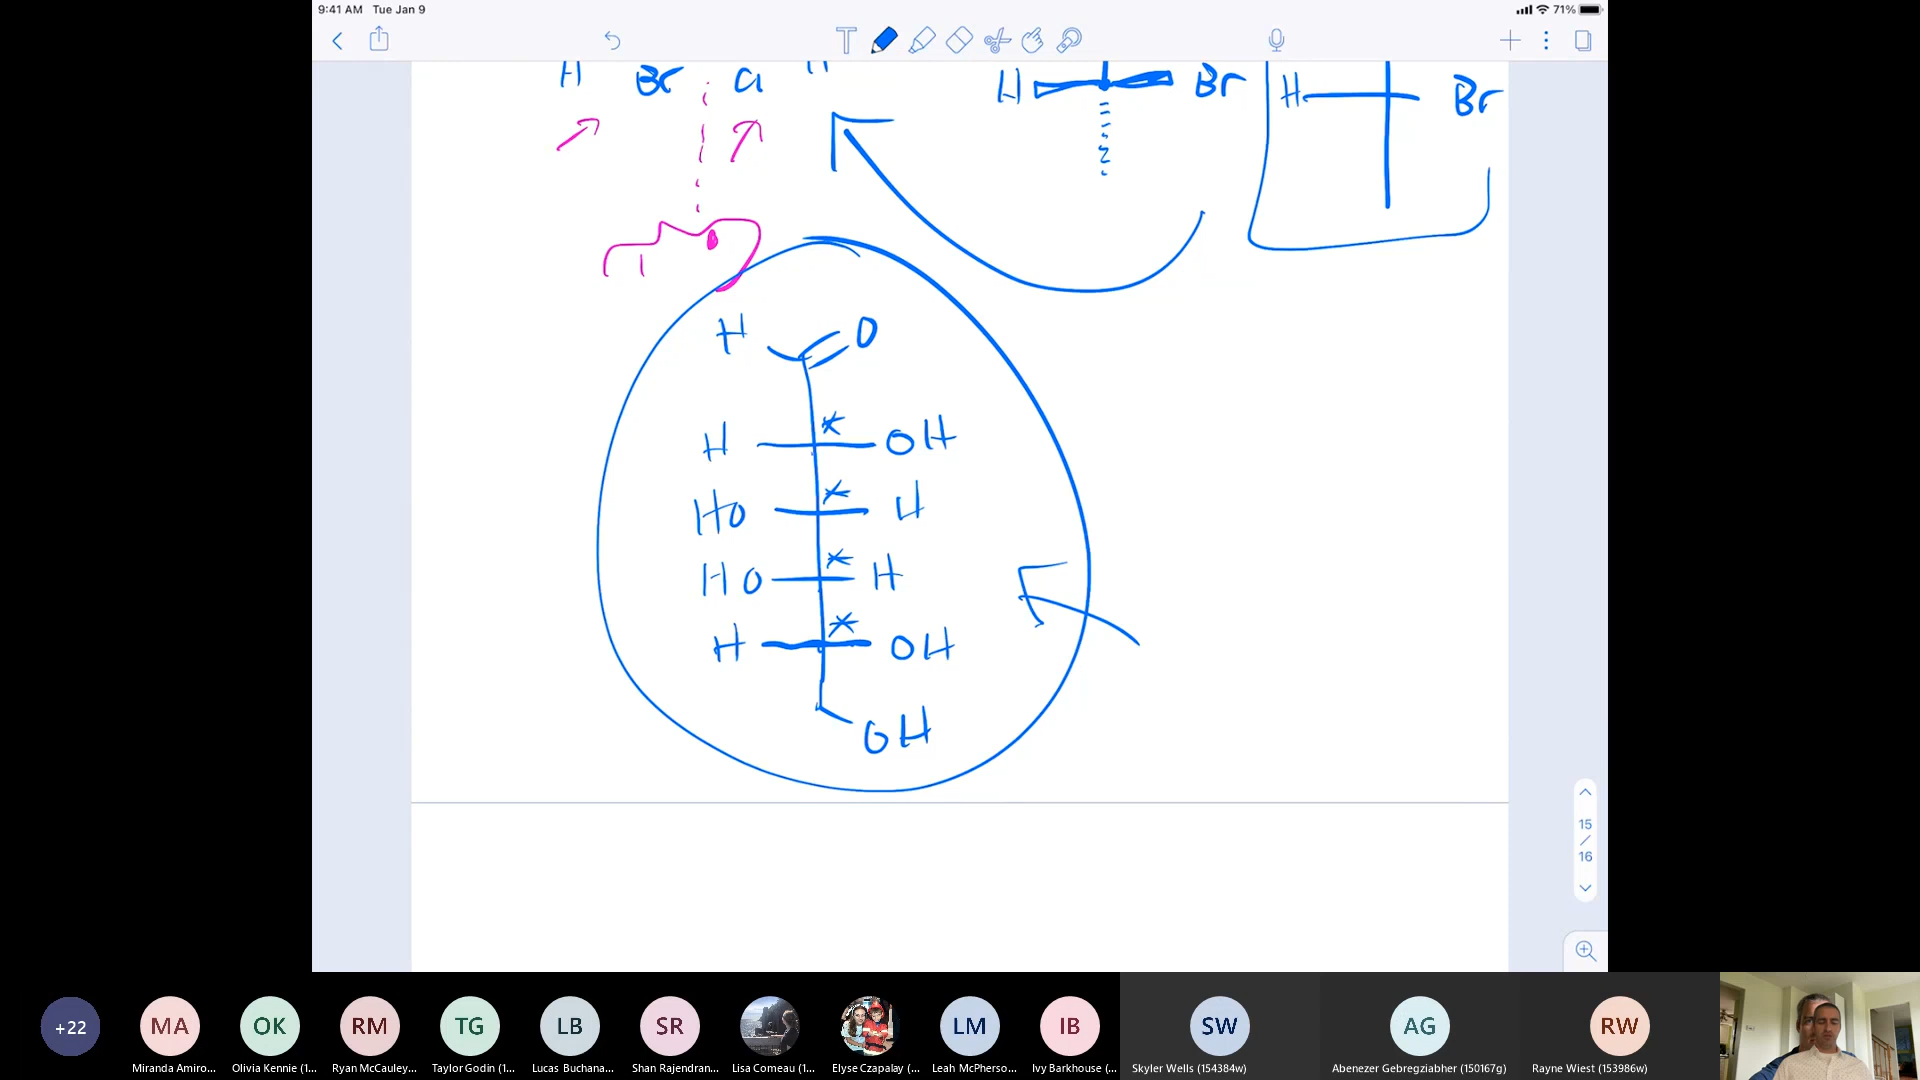 9:41 AM Tue Jan 9
71%
T
H Br Cl H
H Br
H Br
H O
H * OH
HO * H
HO * H
H * OH
OH
15
/
16
+22
MA
OK
RM
TG
LB
SR
LM
IB
SW
AG
RW
Miranda Amiro...
Olivia Kennie (1...
Ryan McCauley...
Taylor Godin (1...
Lucas Buchana...
Shan Rajendran...
Lisa Comeau (1...
Elyse Czapalay (...
Leah McPherso...
Ivy Barkhouse (...
Skyler Wells (154384w)
Abenezer Gebregziabher (150167g)
Rayne Wiest (153986w)